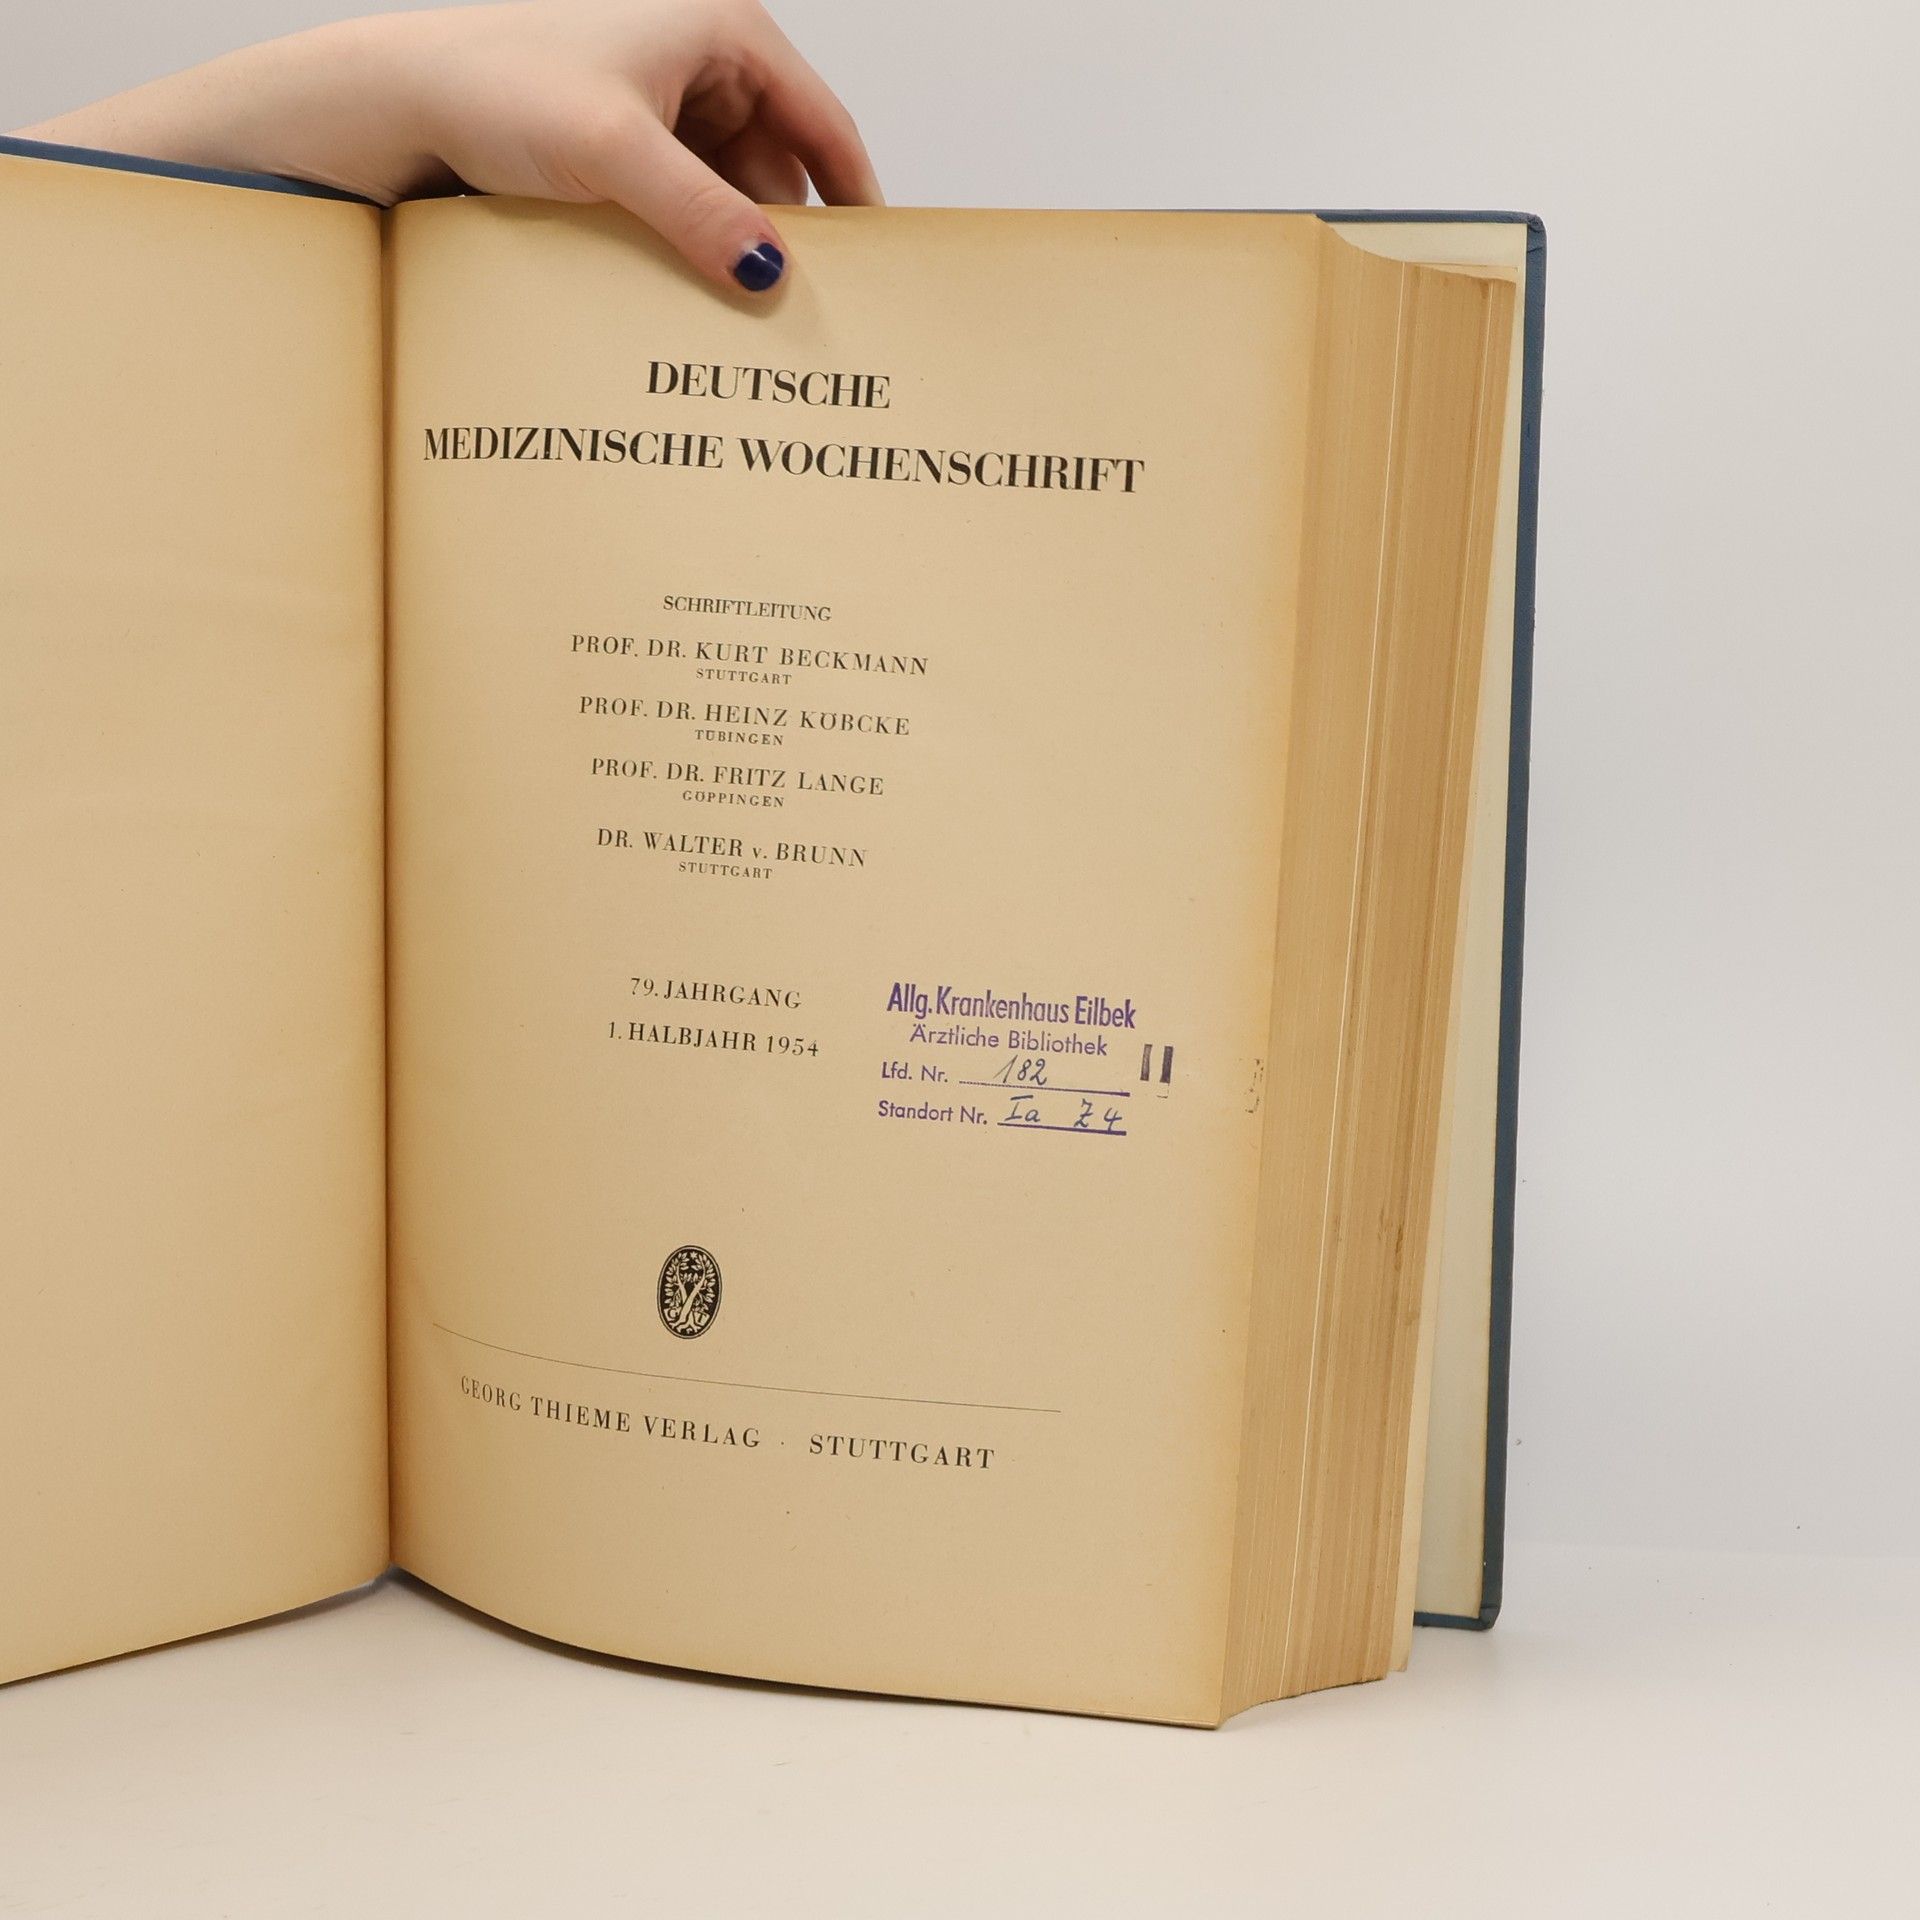 DEUTSCHE
MEDIZINISCHE WOCHENSCHRIFT
SCHRIFTLEITUNG
PROF. DR. KURT BECKMANN
STUTTGART
PROF. DR. HEINZ KÖBCKE
TÜBINGEN
PROF. DR. FRITZ LANGE
GÖPPINGEN
DR. WALTER v. BRUNN
STUTTGART
79. JAHRGANG
1. HALBJAHR 1954
Allg. Krankenhaus Eilbek
Ärztliche Bibliothek
Lfd. Nr. 182
Standort Nr. Ia Z 4
GEORG THIEME VERLAG · STUTTGART